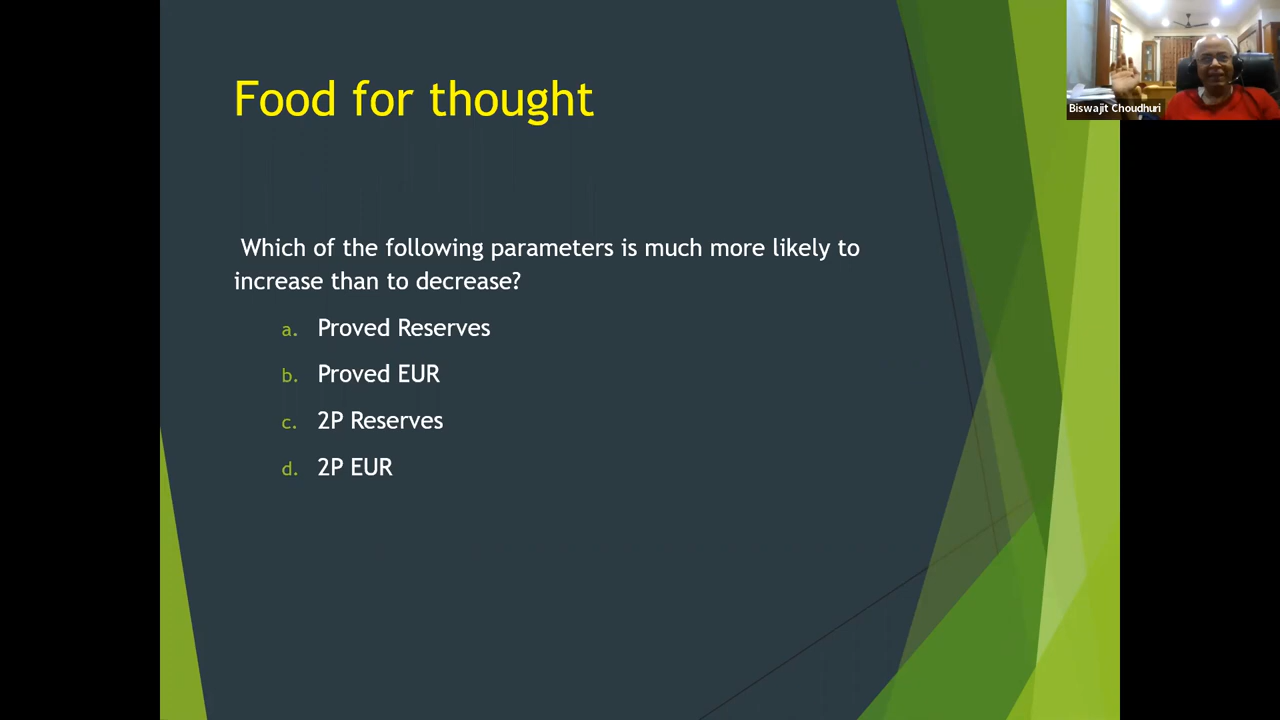 Food for thought
Biswajit Choudhuri
Which of the following parameters is much more likely to
increase than to decrease?
a. Proved Reserves
b. Proved EUR
c. 2P Reserves
d. 2P EUR